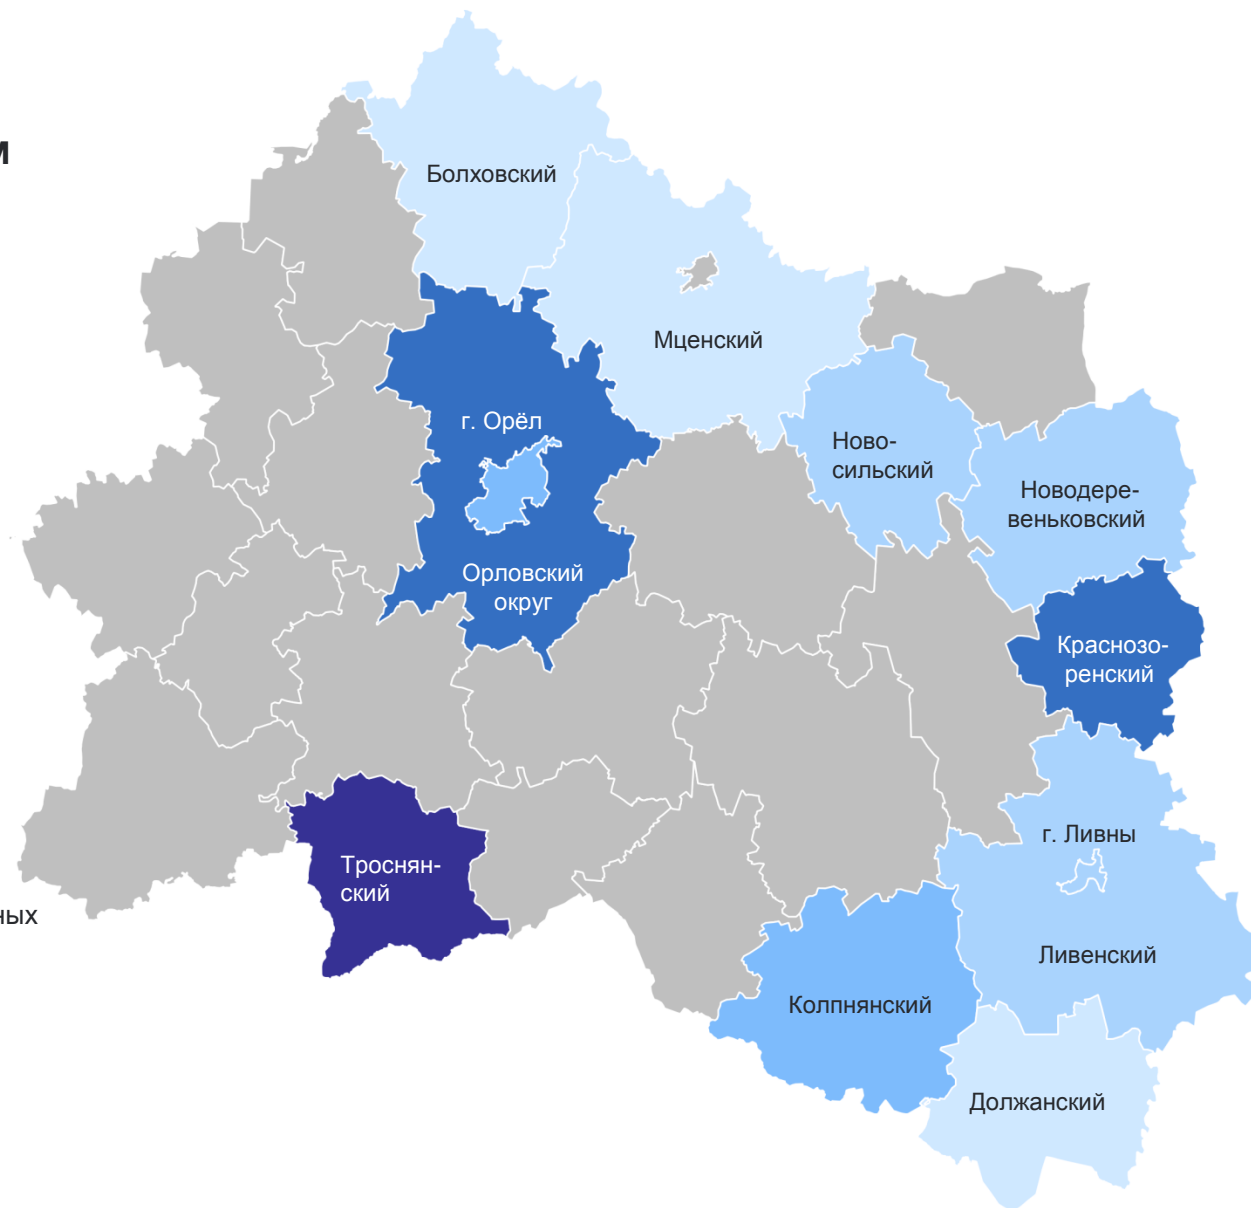 Болховский
Мценский
г. Орёл
Ново-
сильский
Новодере-
веньковский
Орловский
округ
Краснозо-
ренский
г. Ливны
Троснян-
ский
Ливенский
Колпнянский
Должанский